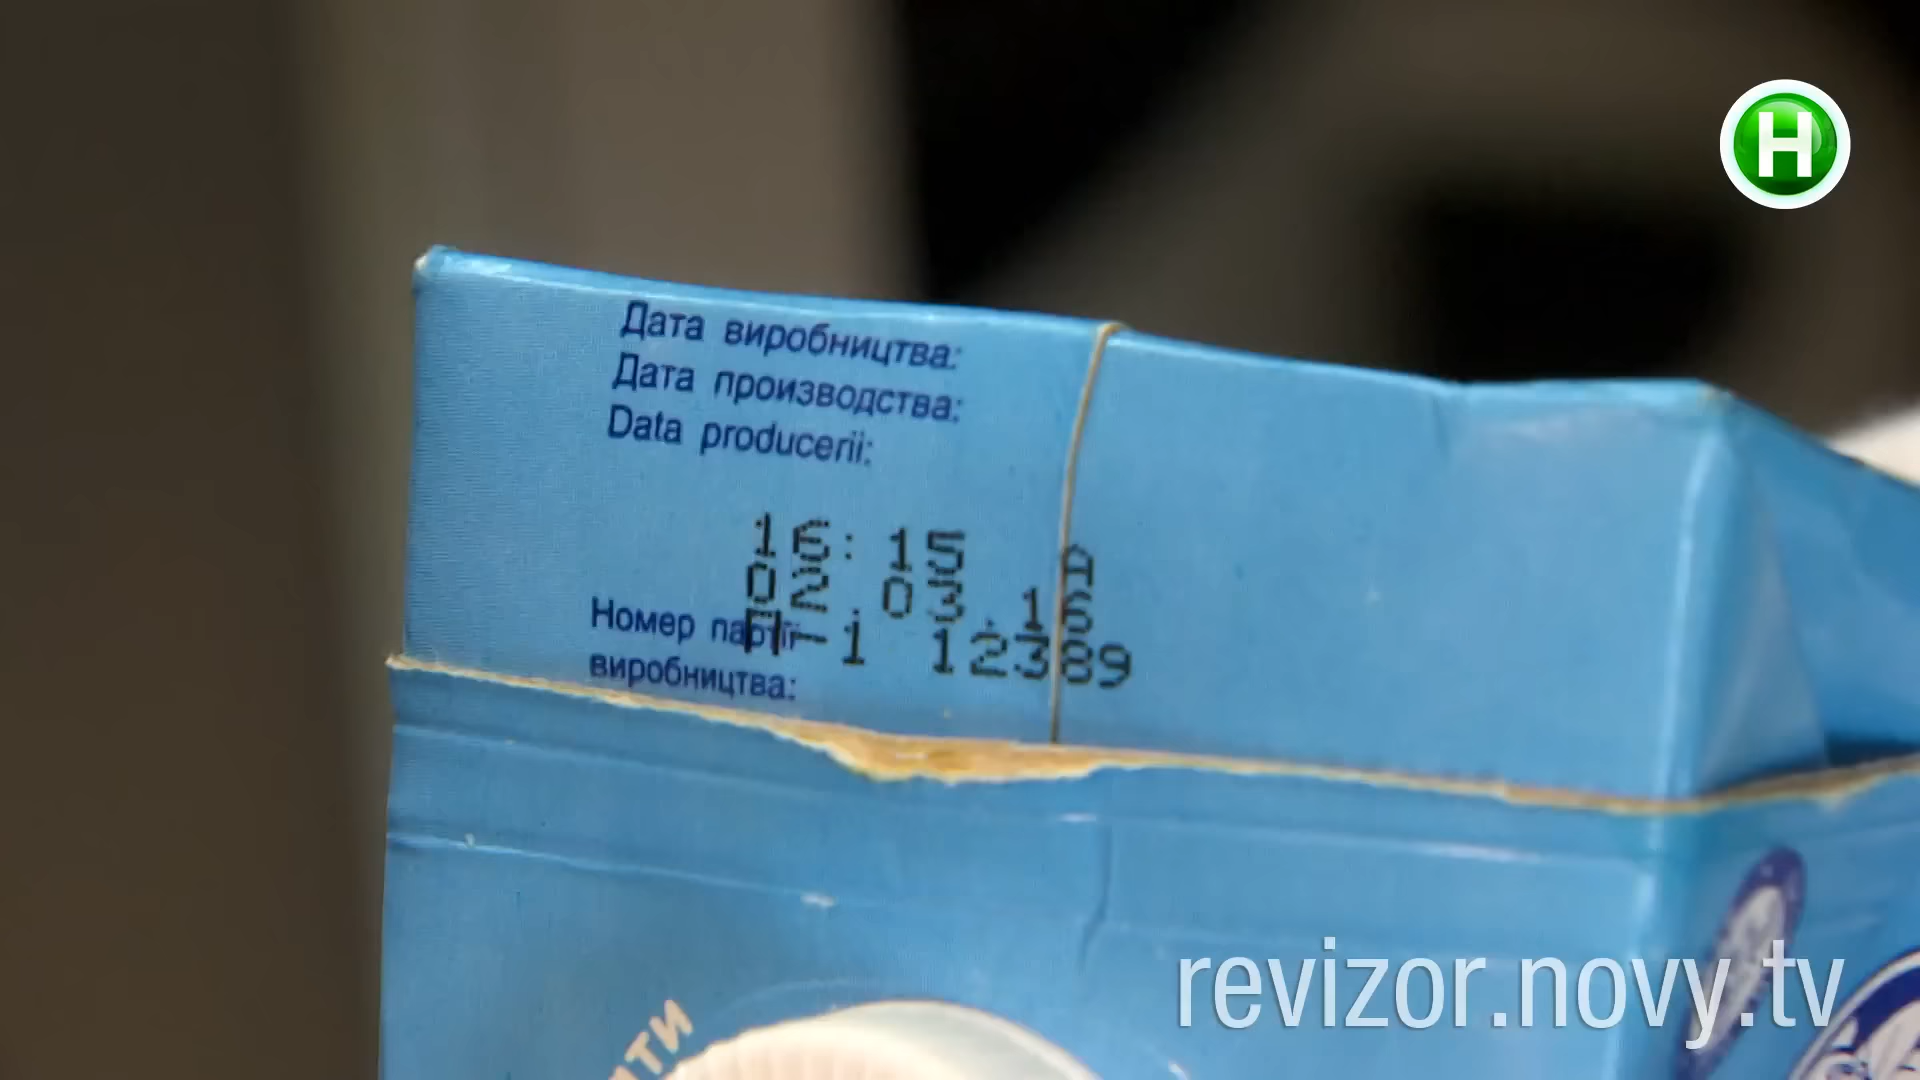 Н
Дата виробництва:
Дата производства:
Data producerii:
16:15 А
02.03.16
Номер партії
П-1 12389
виробництва:
revizor.novy.tv